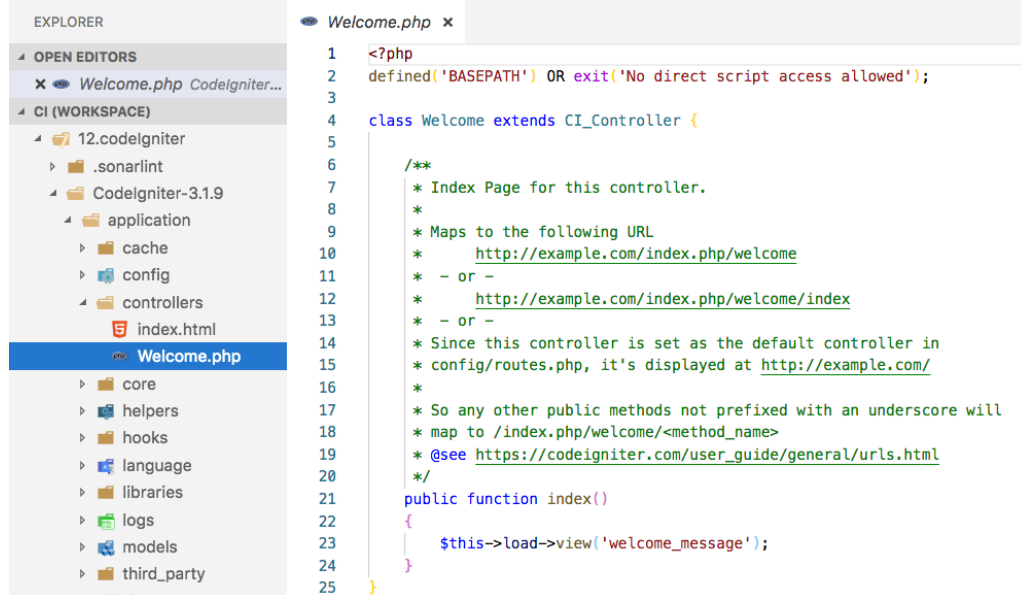 EXPLORER
OPEN EDITORS
Welcome.php CodeIgniter...
CI (WORKSPACE)
12.codeIgniter
.sonarlint
CodeIgniter-3.1.9
application
cache
config
controllers
index.html
Welcome.php
core
helpers
hooks
language
libraries
logs
models
third_party
Welcome.php
1 <?php
2 defined('BASEPATH') OR exit('No direct script access allowed');
3
4 class Welcome extends CI_Controller {
5
6 /**
7 * Index Page for this controller.
8 *
9 * Maps to the following URL
10 * http://example.com/index.php/welcome
11 * - or -
12 * http://example.com/index.php/welcome/index
13 * - or -
14 * Since this controller is set as the default controller in
15 * config/routes.php, it's displayed at http://example.com/
16 *
17 * So any other public methods not prefixed with an underscore will
18 * map to /index.php/welcome/<method_name>
19 * @see https://codeigniter.com/user_guide/general/urls.html
20 */
21 public function index()
22 {
23 $this->load->view('welcome_message');
24 }
25 }